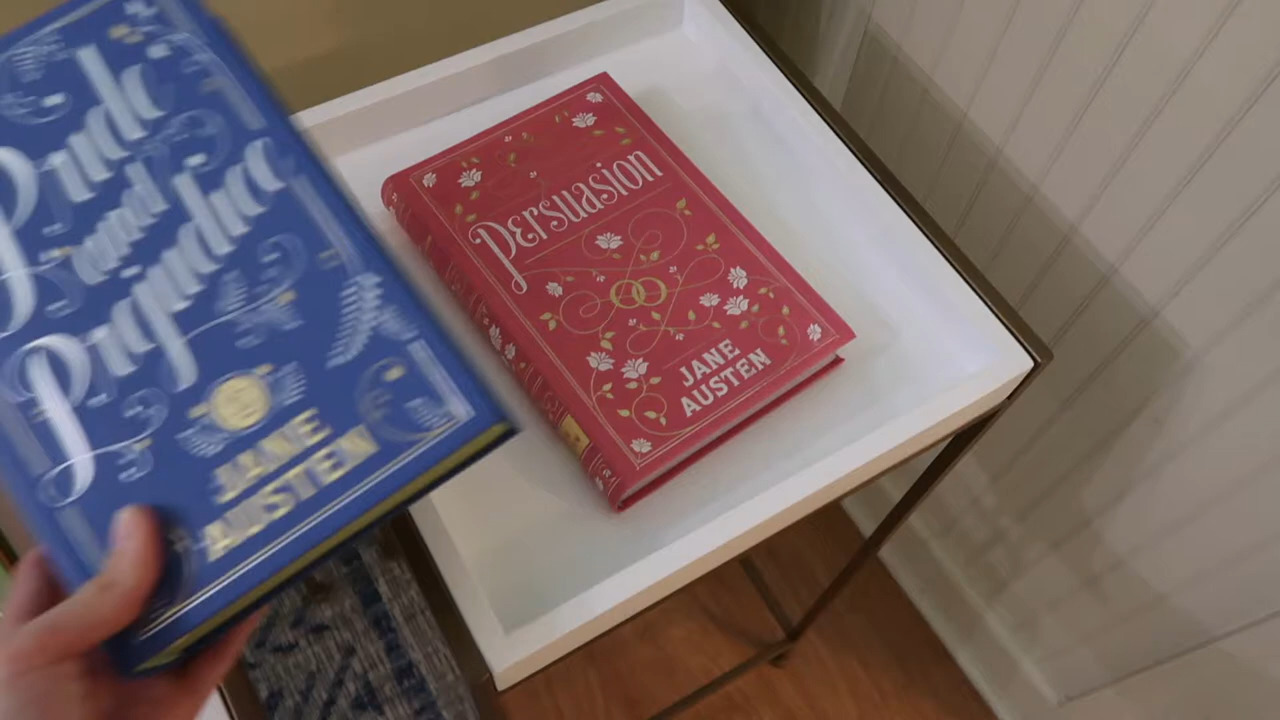 Pride
and
Prejudice
JANE
AUSTEN
Persuasion
JANE
AUSTEN